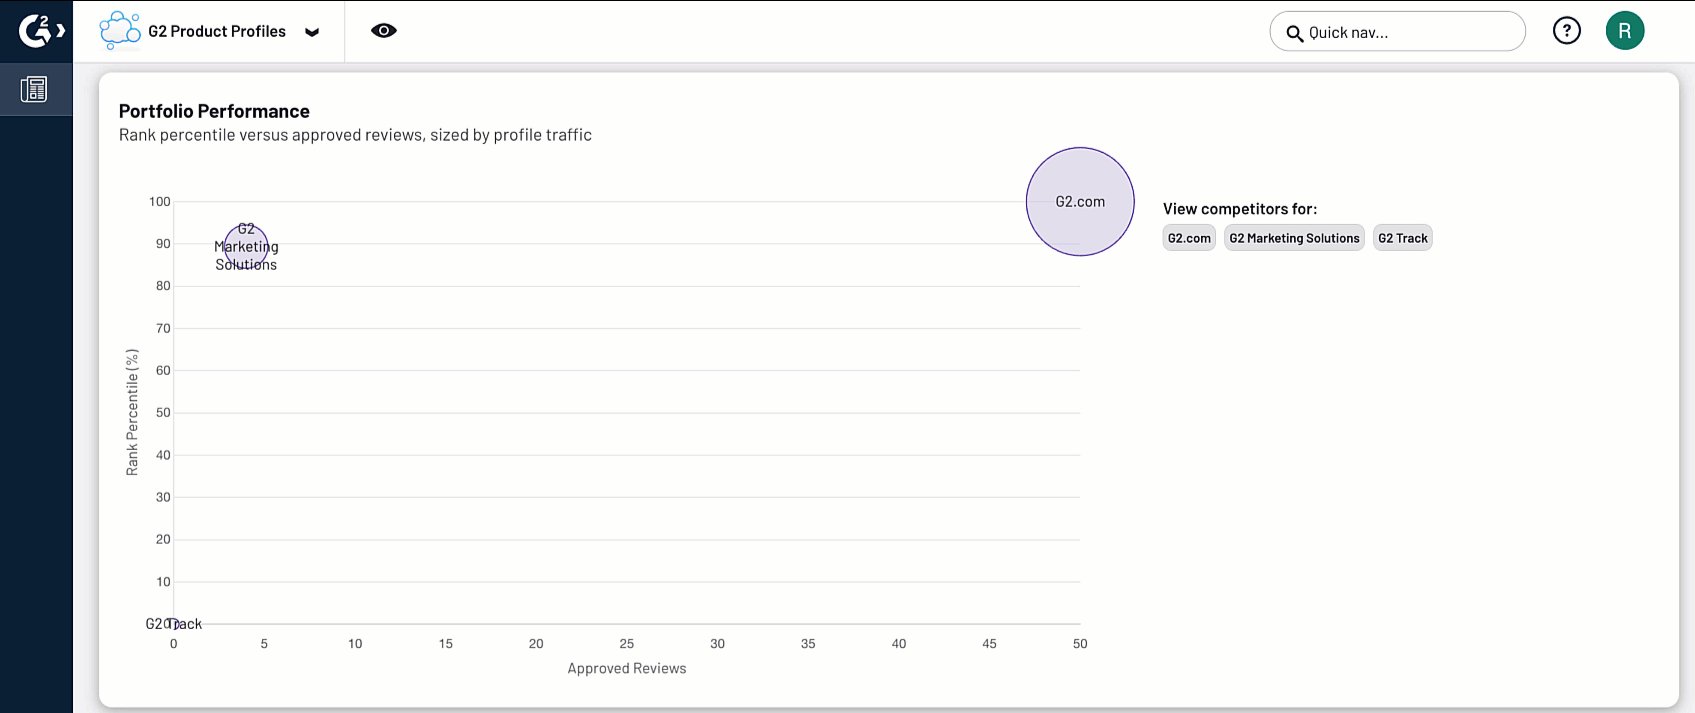 G2
G2 Product Profiles
Quick nav...
?
R
Portfolio Performance
Rank percentile versus approved reviews, sized by profile traffic
G2.com
View competitors for:
G2.com G2 Marketing Solutions G2 Track
G2
Marketing
Solutions
100
90
80
70
60
50
40
30
20
10
0
Rank Percentile (%)
G2 Track
0 5 10 15 20 25 30 35 40 45 50
Approved Reviews